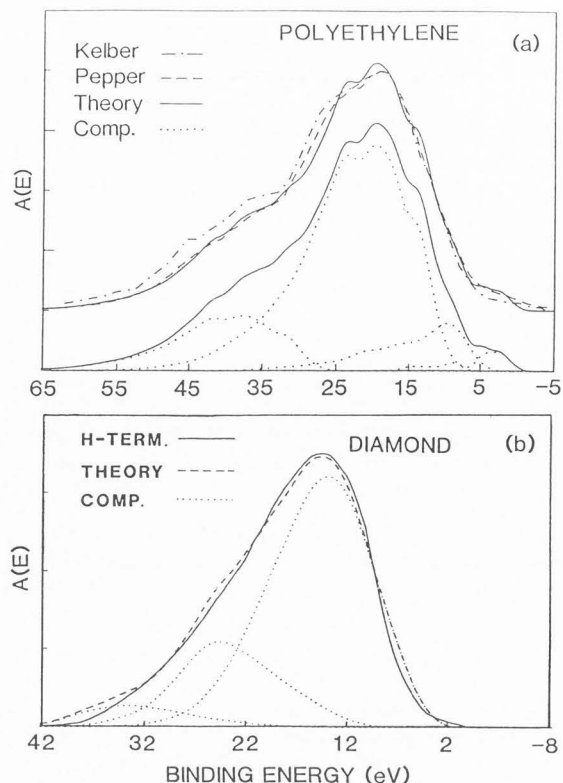 POLYETHYLENE (a)
Kelber
Pepper
Theory
Comp.
A(E)
65 55 45 35 25 15 5 -5
H-TERM. DIAMOND (b)
THEORY
COMP.
A(E)
42 32 22 12 2 -8
BINDING ENERGY (eV)